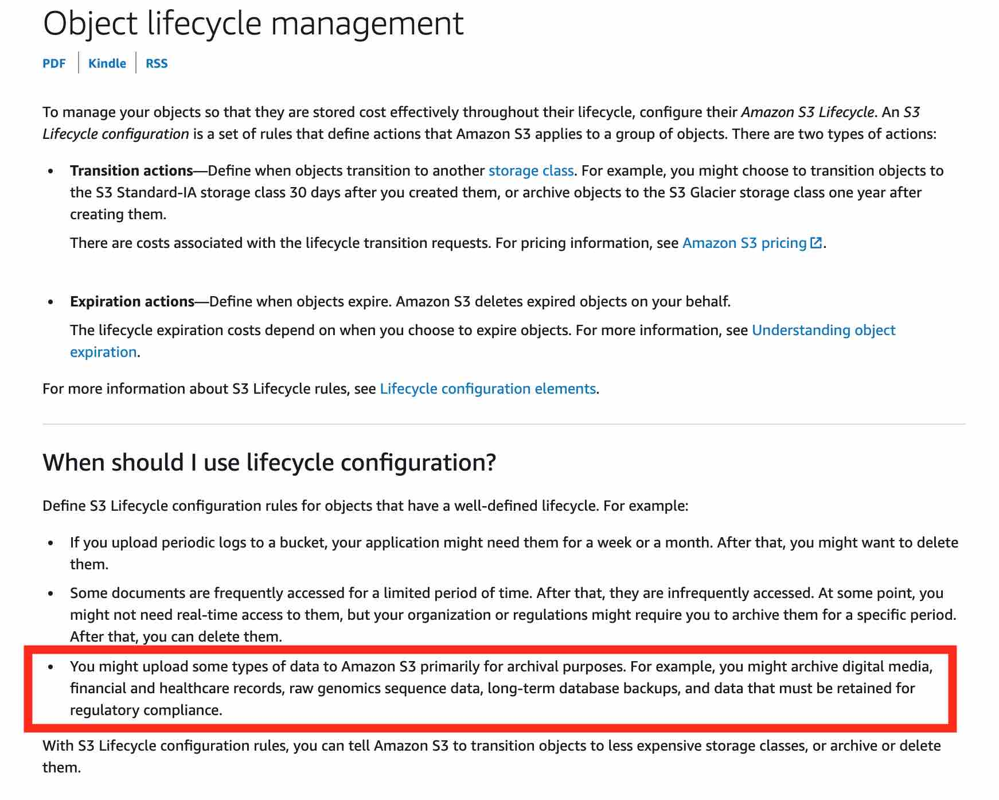 Object lifecycle management
PDF | Kindle | RSS
To manage your objects so that they are stored cost effectively throughout their lifecycle, configure their Amazon S3 Lifecycle. An S3
Lifecycle configuration is a set of rules that define actions that Amazon S3 applies to a group of objects. There are two types of actions:
• Transition actions—Define when objects transition to another storage class. For example, you might choose to transition objects to
the S3 Standard-IA storage class 30 days after you created them, or archive objects to the S3 Glacier storage class one year after
creating them.
There are costs associated with the lifecycle transition requests. For pricing information, see Amazon S3 pricing.
• Expiration actions—Define when objects expire. Amazon S3 deletes expired objects on your behalf.
The lifecycle expiration costs depend on when you choose to expire objects. For more information, see Understanding object
expiration.
For more information about S3 Lifecycle rules, see Lifecycle configuration elements.
When should I use lifecycle configuration?
Define S3 Lifecycle configuration rules for objects that have a well-defined lifecycle. For example:
• If you upload periodic logs to a bucket, your application might need them for a week or a month. After that, you might want to delete
them.
• Some documents are frequently accessed for a limited period of time. After that, they are infrequently accessed. At some point, you
might not need real-time access to them, but your organization or regulations might require you to archive them for a specific period.
After that, you can delete them.
• You might upload some types of data to Amazon S3 primarily for archival purposes. For example, you might archive digital media,
financial and healthcare records, raw genomics sequence data, long-term database backups, and data that must be retained for
regulatory compliance.
With S3 Lifecycle configuration rules, you can tell Amazon S3 to transition objects to less expensive storage classes, or archive or delete
them.